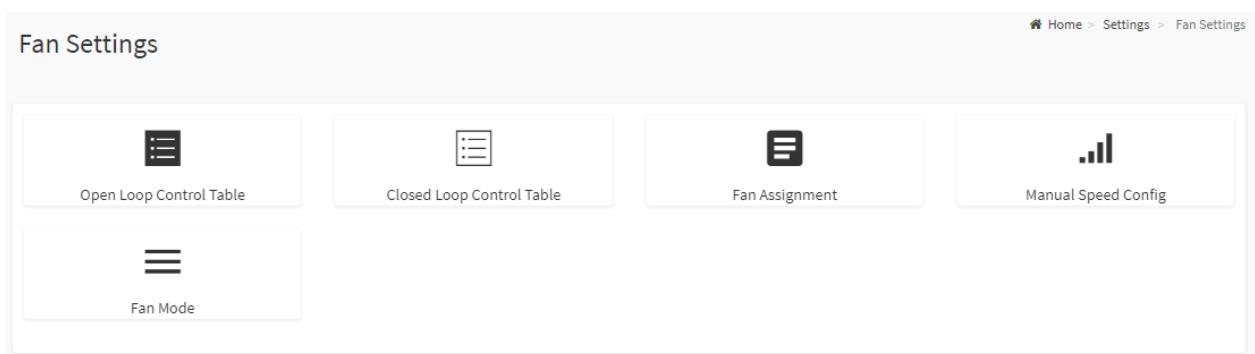 Home > Settings > Fan Settings
Fan Settings
Open Loop Control Table
Closed Loop Control Table
Fan Assignment
Manual Speed Config
Fan Mode